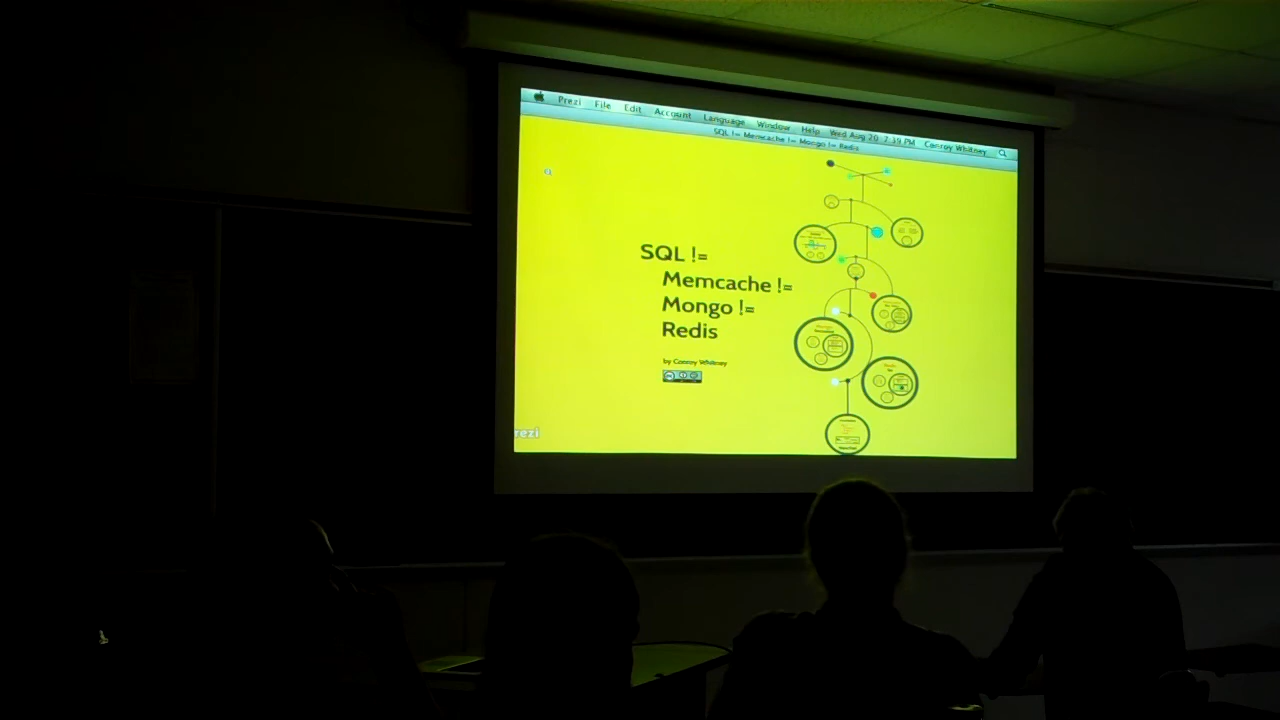 Prezi File Edit Account Language Window Help Wed Aug 20 7:39 PM Conroy Whitney
SQL != Memcache != Mongo != Redis
SQL !=
Memcache !=
Mongo !=
Redis
by Conroy Whitney
rezi